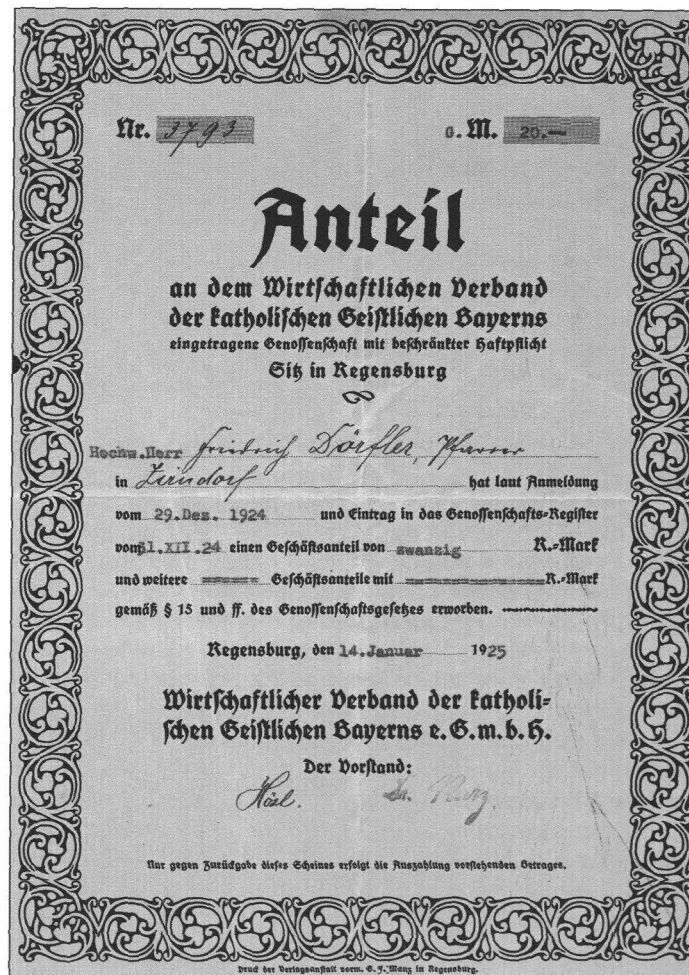 Nr. 3793 G. M. 20.—
Anteil
an dem Wirtschaftlichen Verband
der katholischen Geistlichen Bayerns
eingetragene Genossenschaft mit beschränkter Haftpflicht
Sitz in Regensburg
Hochw.Herr Friedrich Dörfler, Pfarrer
in Zirndorf hat laut Anmeldung
vom 29.Dez. 1924 und Eintrag in das Genossenschafts-Register
vom 31.XII.24 einen Geschäftsanteil von zwanzig R.-Mark
und weitere ====== Geschäftsanteile mit =============== R.-Mark
gemäß § 15 und ff. des Genossenschaftsgesetzes erworben.
Regensburg, den 14.Januar 1925
Wirtschaftlicher Verband der katholi-
schen Geistlichen Bayerns e. G. m. b. H.
Der Vorstand:
Hösl. Dr.
Nur gegen Zurückgabe dieses Scheines erfolgt die Auszahlung vorstehenden Betrages.
Druck der Verlagsanstalt vorm. G. J. Manz in Regensburg.